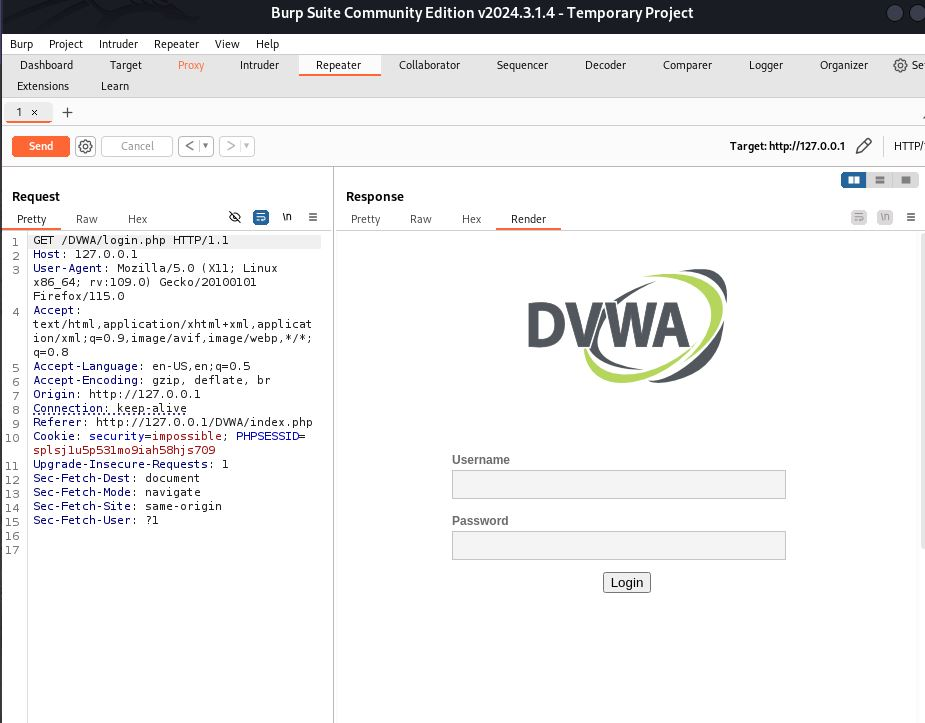 Burp Suite Community Edition v2024.3.1.4 - Temporary Project
Burp Project Intruder Repeater View Help
Dashboard Target Proxy Intruder Repeater Collaborator Sequencer Decoder Comparer Logger Organizer Se
Extensions Learn
1 × +
Send Cancel < > Target: http://127.0.0.1 HTTP/
Request
Pretty Raw Hex \n
1 GET /DVWA/login.php HTTP/1.1
2 Host: 127.0.0.1
3 User-Agent: Mozilla/5.0 (X11; Linux
x86_64; rv:109.0) Gecko/20100101
Firefox/115.0
4 Accept:
text/html,application/xhtml+xml,applicat
ion/xml;q=0.9,image/avif,image/webp,*/*;
q=0.8
5 Accept-Language: en-US,en;q=0.5
6 Accept-Encoding: gzip, deflate, br
7 Origin: http://127.0.0.1
8 Connection: keep-alive
9 Referer: http://127.0.0.1/DVWA/index.php
10 Cookie: security=impossible; PHPSESSID=
splsj1u5p531mo9iah58hjs709
11 Upgrade-Insecure-Requests: 1
12 Sec-Fetch-Dest: document
13 Sec-Fetch-Mode: navigate
14 Sec-Fetch-Site: same-origin
15 Sec-Fetch-User: ?1
16
17
Response
Pretty Raw Hex Render \n
DVWA
Username
Password
Login